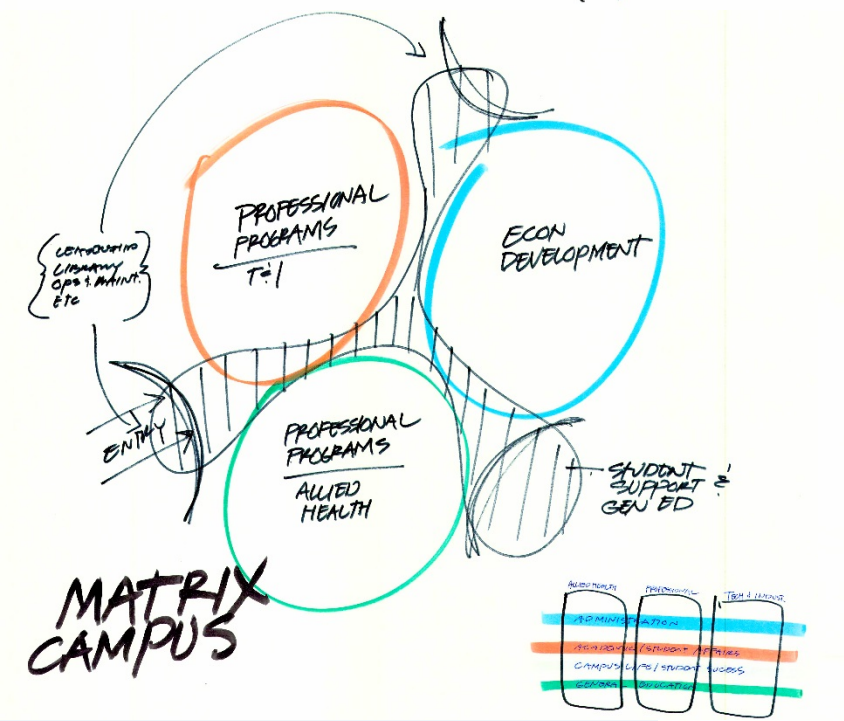 PROFESSIONAL
PROGRAMS
T&I
ECON
DEVELOPMENT
LIBRARY
OPS & MAINT.
ETC
ENTRY
PROFESSIONAL
PROGRAMS
ALLIED
HEALTH
STUDENT
SUPPORT &
GEN ED
MATRIX
CAMPUS
ALLIED HEALTH
PROFESSIONAL
TECH & INDUST.
ADMINISTRATION
ACADEMIC/STUDENT AFFAIRS
CAMPUS LIFE/STUDENT SUCESS
GENERAL EDUCATION